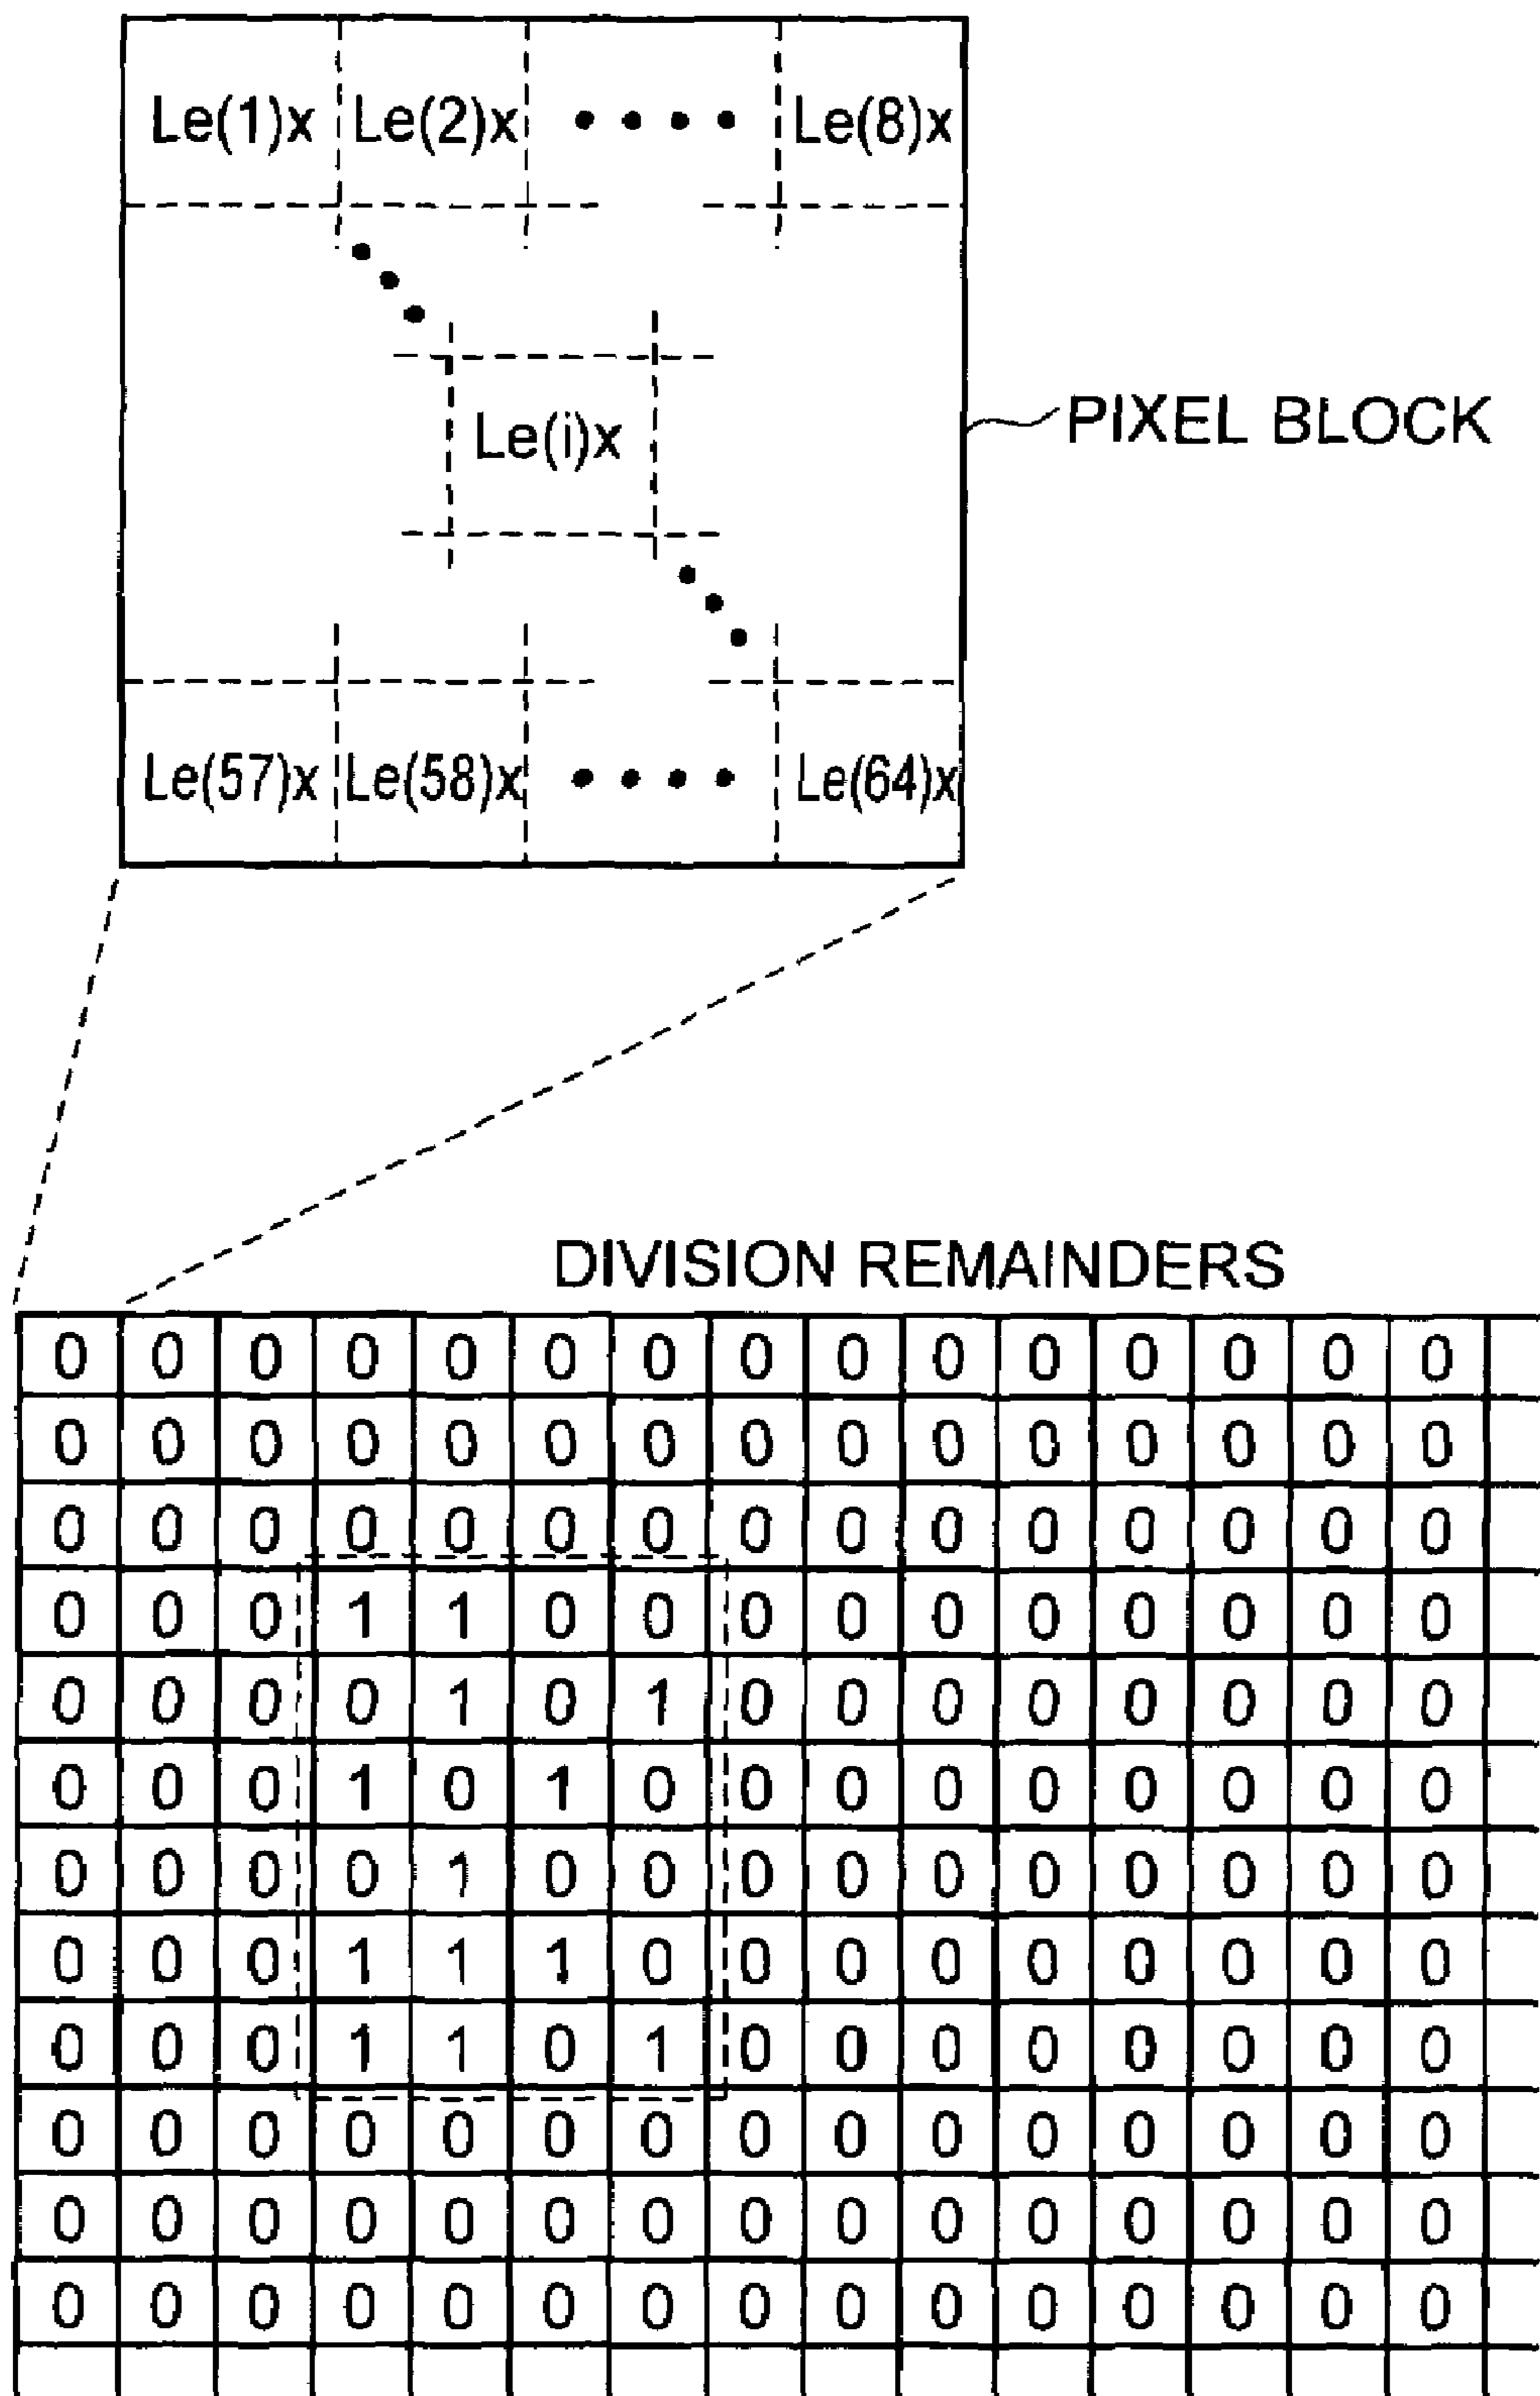 Le(1)x Le(2)x •••• Le(8)x
Le(i)x
PIXEL BLOCK
Le(57)x Le(58)x •••• Le(64)x
DIVISION REMAINDERS
0 0 0 0 0 0 0 0 0 0 0 0 0 0 0
0 0 0 0 0 0 0 0 0 0 0 0 0 0 0
0 0 0 0 0 0 0 0 0 0 0 0 0 0 0
0 0 0 1 1 0 0 0 0 0 0 0 0 0 0
0 0 0 0 1 0 1 0 0 0 0 0 0 0 0
0 0 0 1 0 1 0 0 0 0 0 0 0 0 0
0 0 0 0 1 0 0 0 0 0 0 0 0 0 0
0 0 0 1 1 1 0 0 0 0 0 0 0 0 0
0 0 0 1 1 0 1 0 0 0 0 0 0 0 0
0 0 0 0 0 0 0 0 0 0 0 0 0 0 0
0 0 0 0 0 0 0 0 0 0 0 0 0 0 0
0 0 0 0 0 0 0 0 0 0 0 0 0 0 0